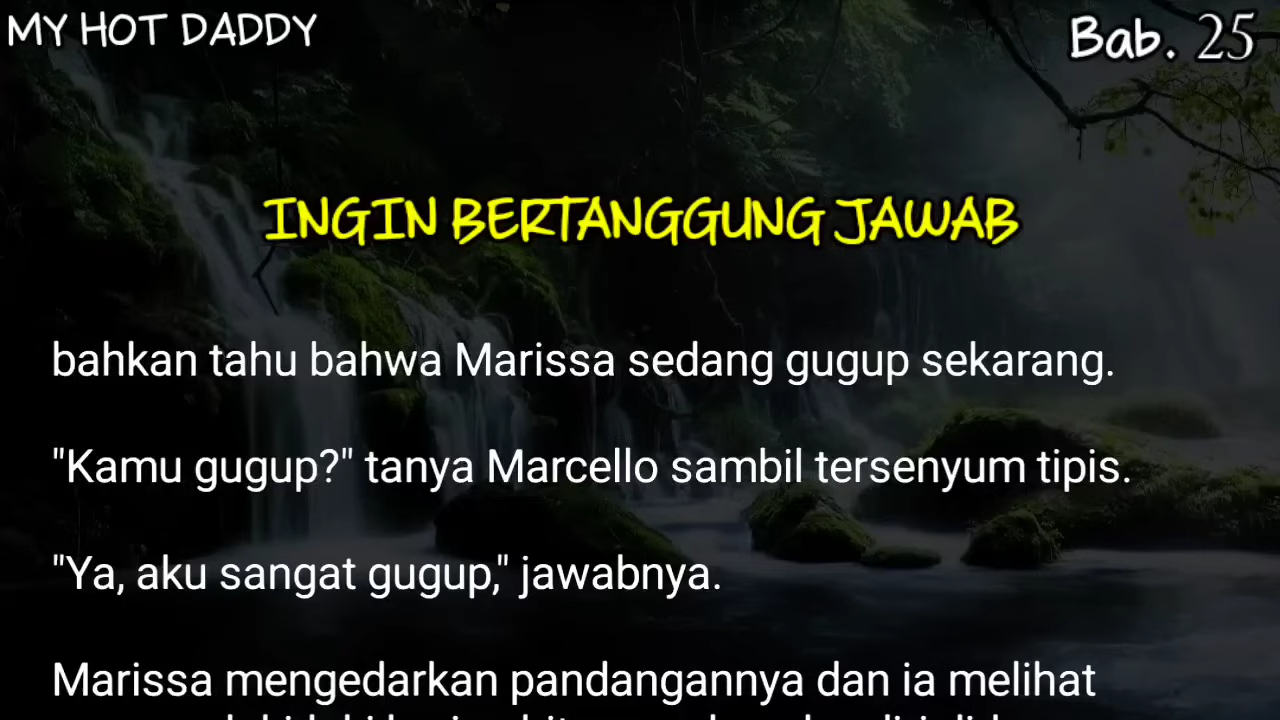 MY HOT DADDY
Bab. 25
INGIN BERTANGGUNG JAWAB
bahkan tahu bahwa Marissa sedang gugup sekarang.
"Kamu gugup?" tanya Marcello sambil tersenyum tipis.
"Ya, aku sangat gugup," jawabnya.
Marissa mengedarkan pandangannya dan ia melihat